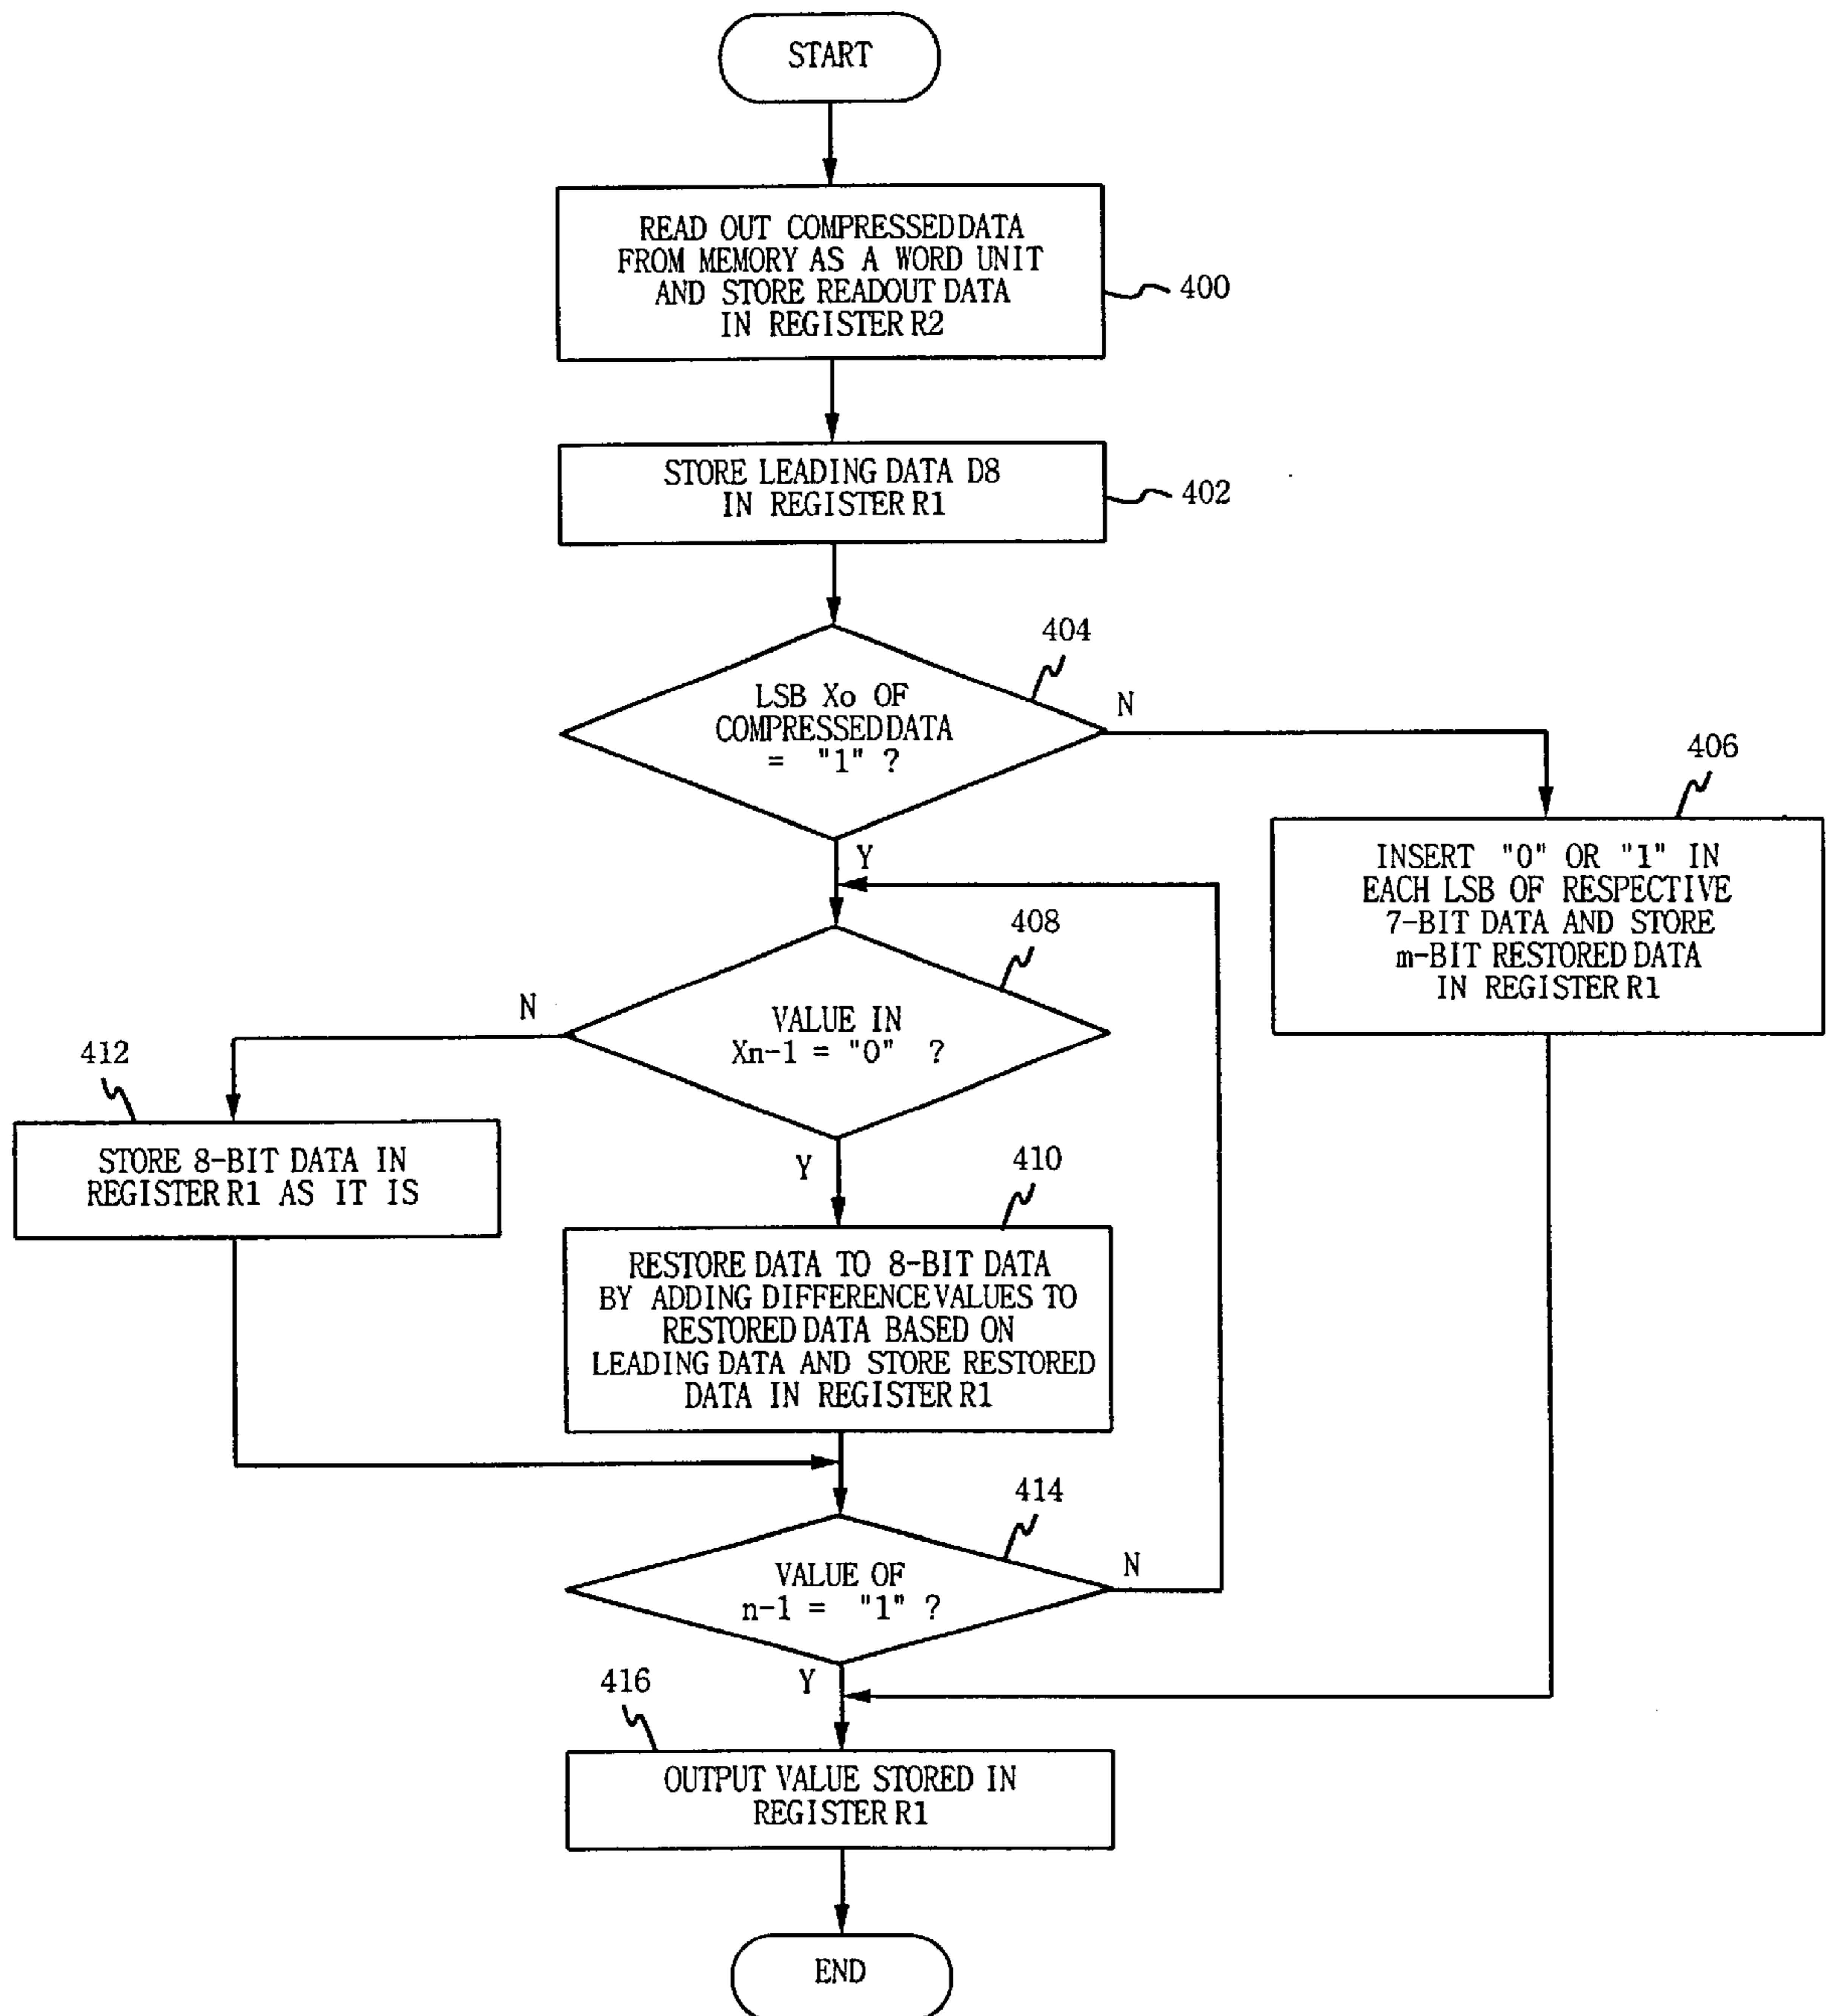 START
READ OUT COMPRESSED DATA
FROM MEMORY AS A WORD UNIT
AND STORE READOUT DATA
IN REGISTER R2
400
STORE LEADING DATA D8
IN REGISTER R1
402
404
LSB Xo OF
COMPRESSED DATA
= "1" ?
N
Y
406
INSERT "0" OR "1" IN
EACH LSB OF RESPECTIVE
7-BIT DATA AND STORE
m-BIT RESTORED DATA
IN REGISTER R1
408
VALUE IN
Xn-1 = "0" ?
N
Y
412
STORE 8-BIT DATA IN
REGISTER R1 AS IT IS
410
RESTORE DATA TO 8-BIT DATA
BY ADDING DIFFERENCE VALUES TO
RESTORED DATA BASED ON
LEADING DATA AND STORE RESTORED
DATA IN REGISTER R1
414
VALUE OF
n-1 = "1" ?
N
Y
416
OUTPUT VALUE STORED IN
REGISTER R1
END